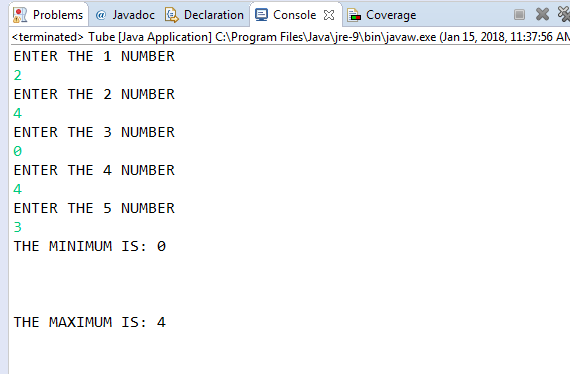 Problems @ Javadoc Declaration Console Coverage
<terminated> Tube [Java Application] C:\Program Files\Java\jre-9\bin\javaw.exe (Jan 15, 2018, 11:37:56 AM
ENTER THE 1 NUMBER
2
ENTER THE 2 NUMBER
4
ENTER THE 3 NUMBER
0
ENTER THE 4 NUMBER
4
ENTER THE 5 NUMBER
3
THE MINIMUM IS: 0
THE MAXIMUM IS: 4